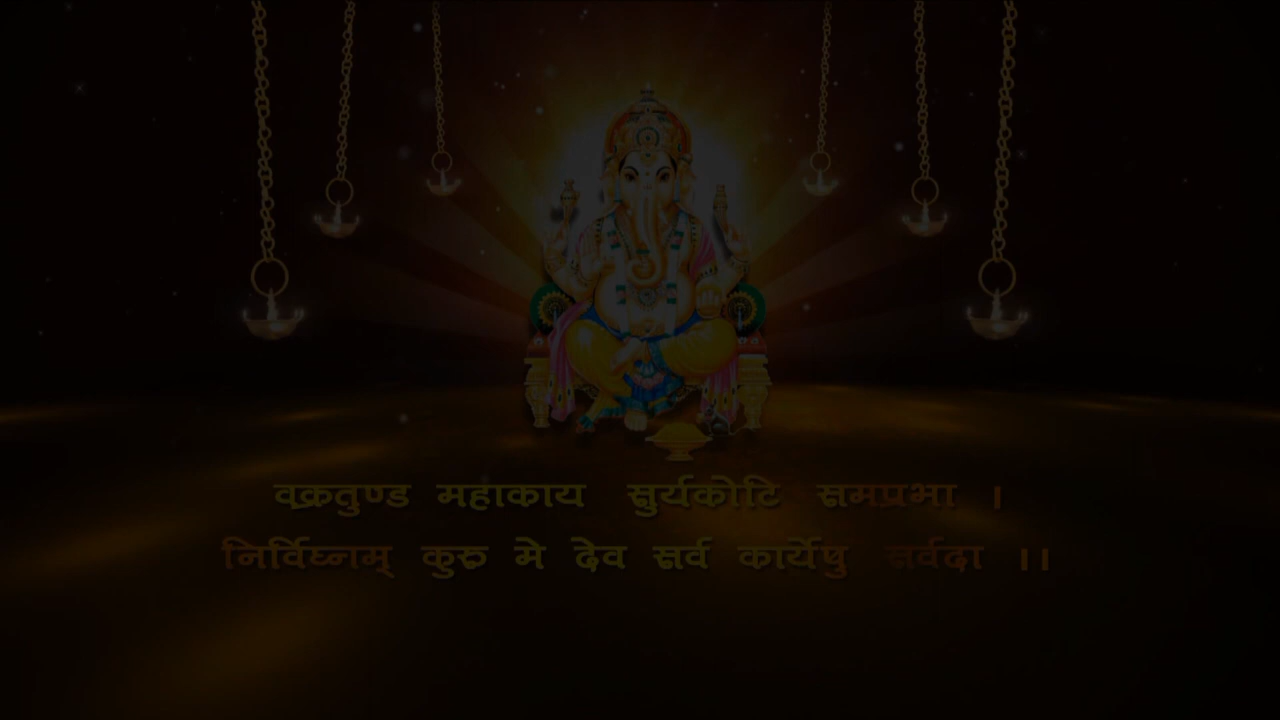 वक्रतुण्ड महाकाय सुर्यकोटि समप्रभा ।
निर्विघ्नम् कुरु मे देव सर्व कार्येषु सर्वदा ।।